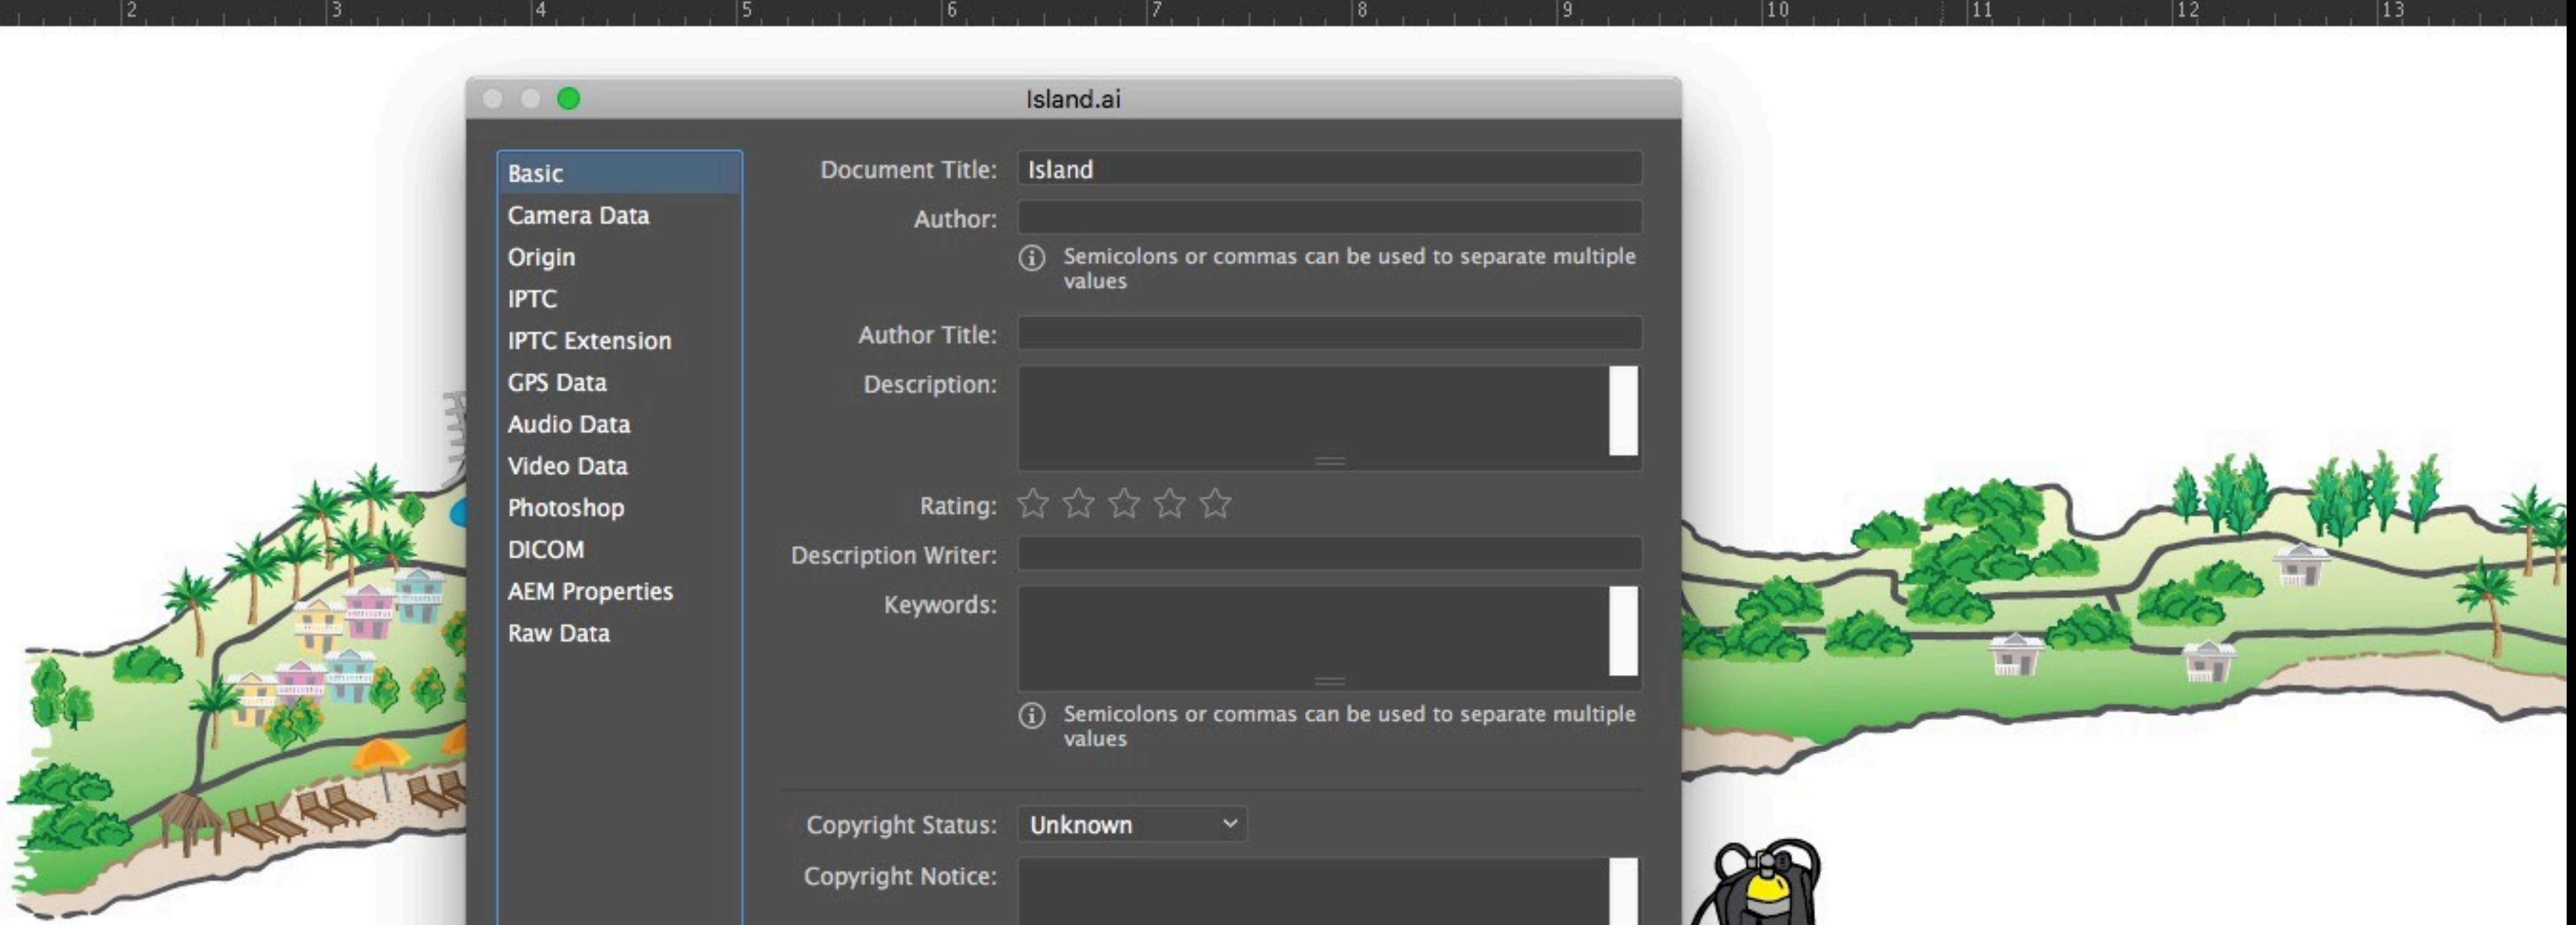 2 3 4 5 6 7 8 9 10 11 12 13
Island.ai
Basic
Camera Data
Origin
IPTC
IPTC Extension
GPS Data
Audio Data
Video Data
Photoshop
DICOM
AEM Properties
Raw Data
Document Title: Island
Author:
Semicolons or commas can be used to separate multiple
values
Author Title:
Description:
Rating:
Description Writer:
Keywords:
Semicolons or commas can be used to separate multiple
values
Copyright Status: Unknown
Copyright Notice: